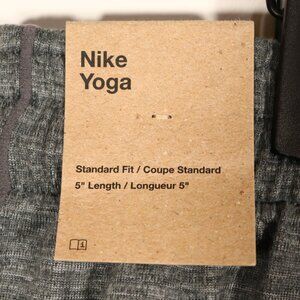 Nike
Yoga
Standard Fit / Coupe Standard
5" Length / Longueur 5"